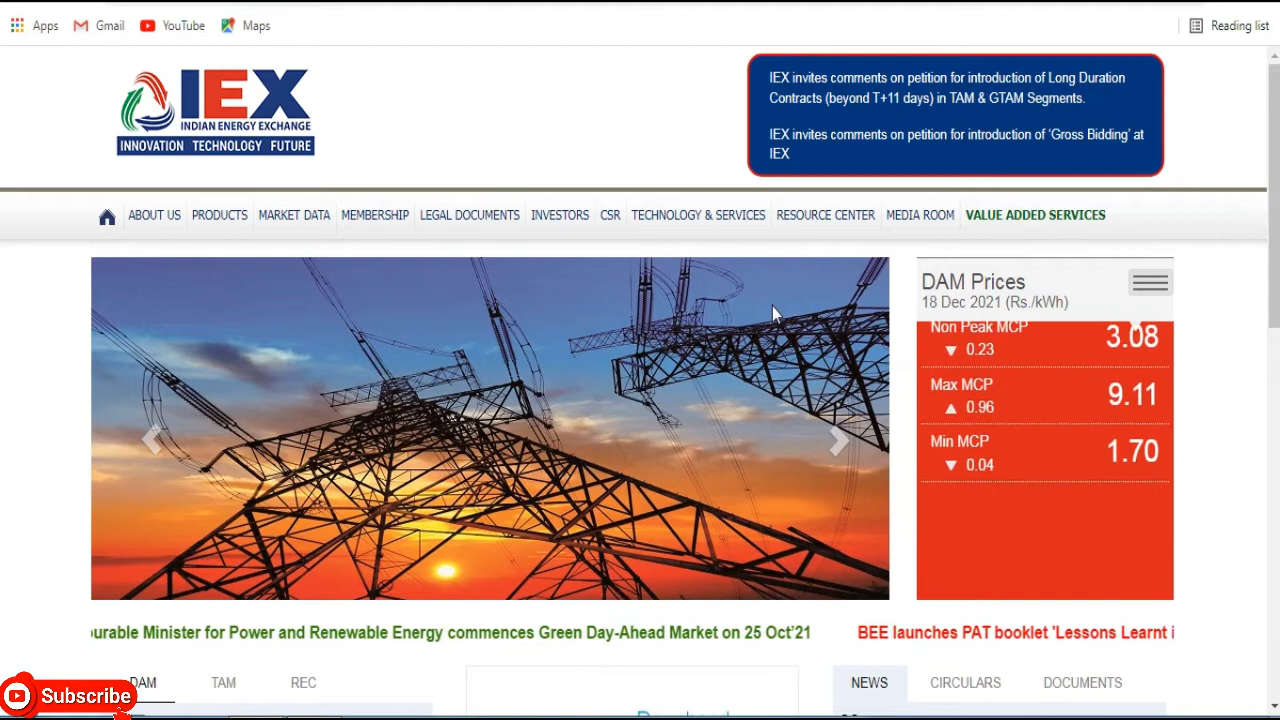 Apps
Gmail
YouTube
Maps
Reading list
IEX
INDIAN ENERGY EXCHANGE
INNOVATION TECHNOLOGY FUTURE
IEX invites comments on petition for introduction of Long Duration
Contracts (beyond T+11 days) in TAM & GTAM Segments.
IEX invites comments on petition for introduction of ‘Gross Bidding’ at
IEX
ABOUT US
PRODUCTS
MARKET DATA
MEMBERSHIP
LEGAL DOCUMENTS
INVESTORS
CSR
TECHNOLOGY & SERVICES
RESOURCE CENTER
MEDIA ROOM
VALUE ADDED SERVICES
DAM Prices
18 Dec 2021 (Rs./kWh)
Non Peak MCP
3.08
▼ 0.23
Max MCP
9.11
▲ 0.96
Min MCP
1.70
▼ 0.04
ourable Minister for Power and Renewable Energy commences Green Day-Ahead Market on 25 Oct’21
BEE launches PAT booklet 'Lessons Learnt i
DAM
TAM
REC
NEWS
CIRCULARS
DOCUMENTS
Subscribe